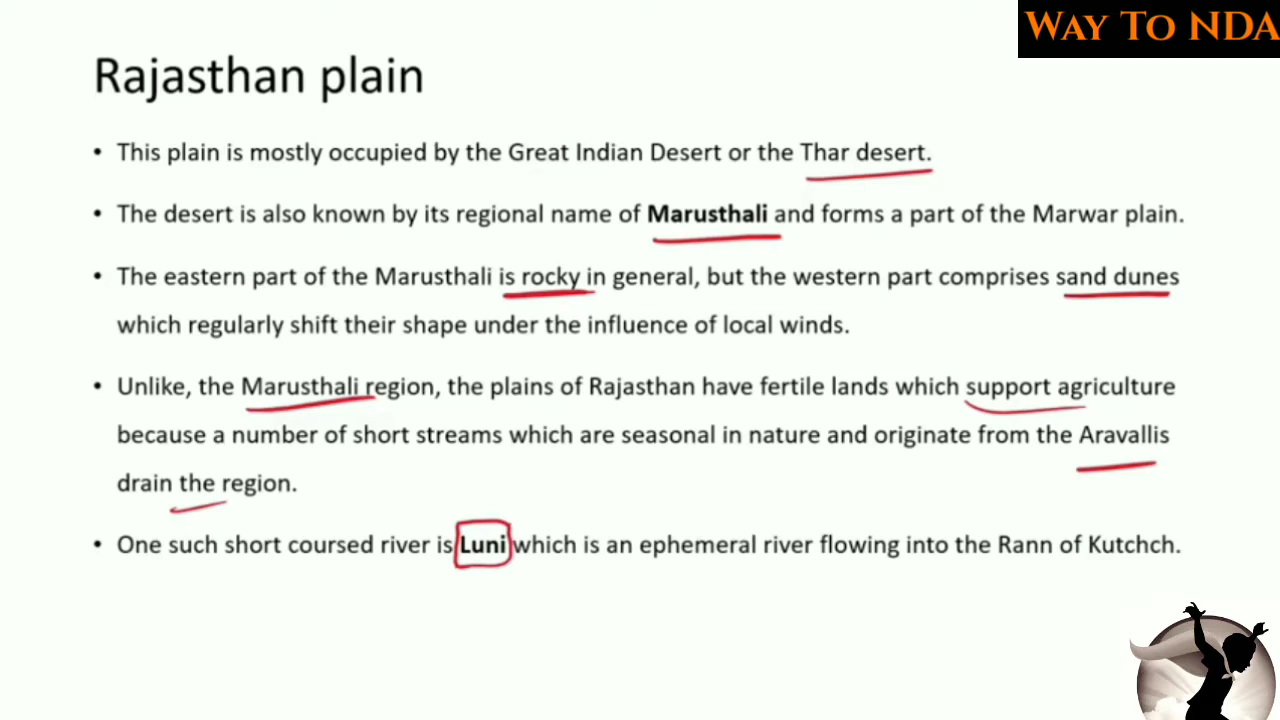 WAY TO NDA
Rajasthan plain
• This plain is mostly occupied by the Great Indian Desert or the Thar desert.
• The desert is also known by its regional name of Marusthali and forms a part of the Marwar plain.
• The eastern part of the Marusthali is rocky in general, but the western part comprises sand dunes
which regularly shift their shape under the influence of local winds.
• Unlike, the Marusthali region, the plains of Rajasthan have fertile lands which support agriculture
because a number of short streams which are seasonal in nature and originate from the Aravallis
drain the region.
• One such short coursed river is Luni which is an ephemeral river flowing into the Rann of Kutchch.